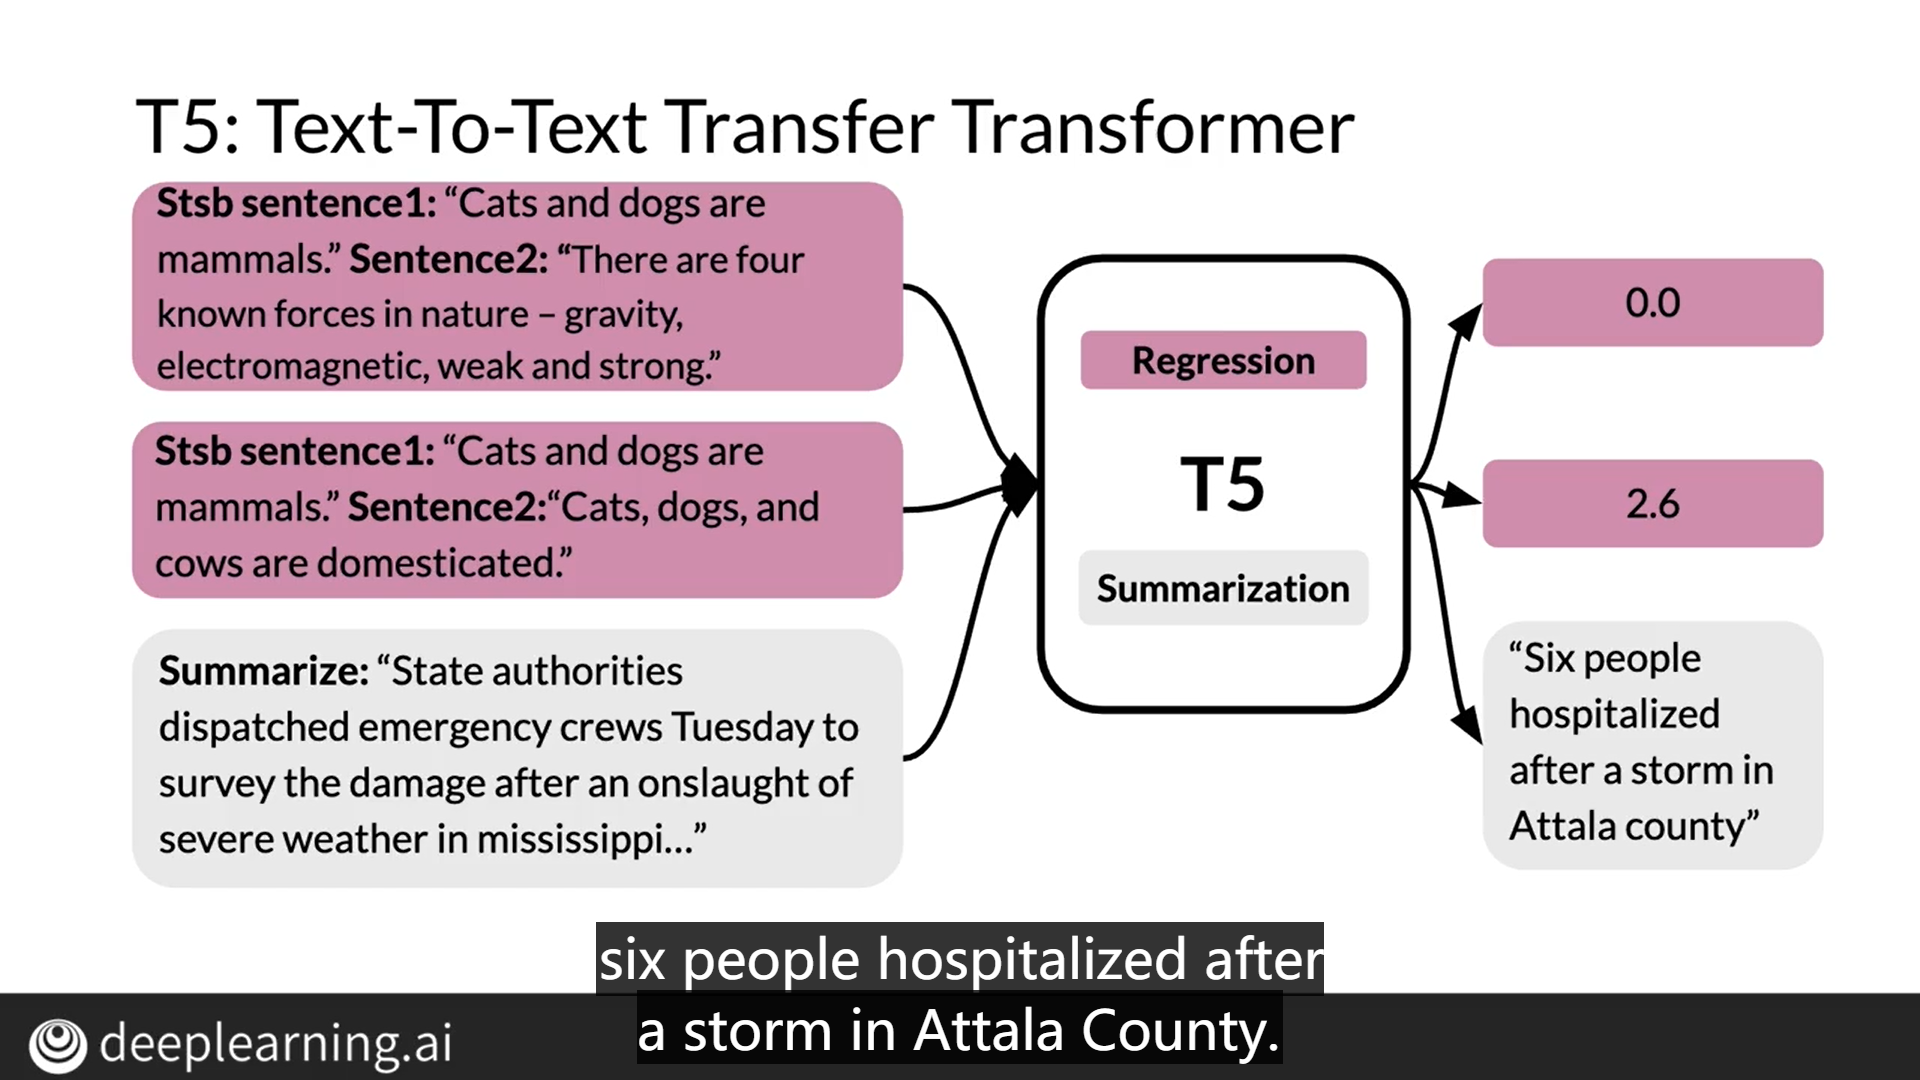 T5: Text-To-Text Transfer Transformer
Stsb sentence1: “Cats and dogs are
mammals.” Sentence2: “There are four
known forces in nature – gravity,
electromagnetic, weak and strong.”
Stsb sentence1: “Cats and dogs are
mammals.” Sentence2:“Cats, dogs, and
cows are domesticated.”
Summarize: “State authorities
dispatched emergency crews Tuesday to
survey the damage after an onslaught of
severe weather in mississippi...”
Regression
T5
Summarization
0.0
2.6
“Six people
hospitalized
after a storm in
Attala county”
six people hospitalized after
a storm in Attala County.
deeplearning.ai